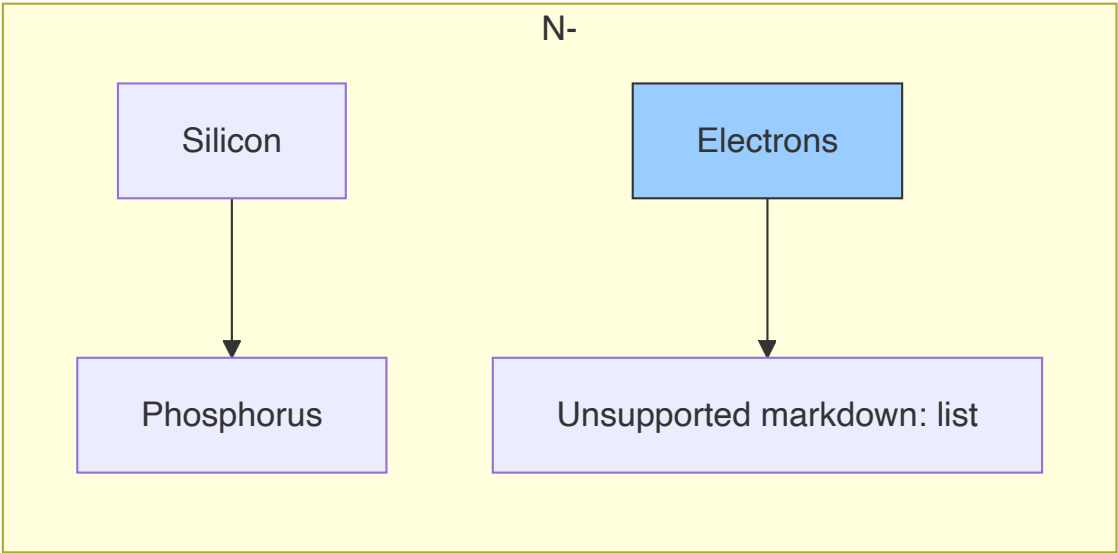 N-
Silicon
Electrons
Phosphorus
Unsupported markdown: list